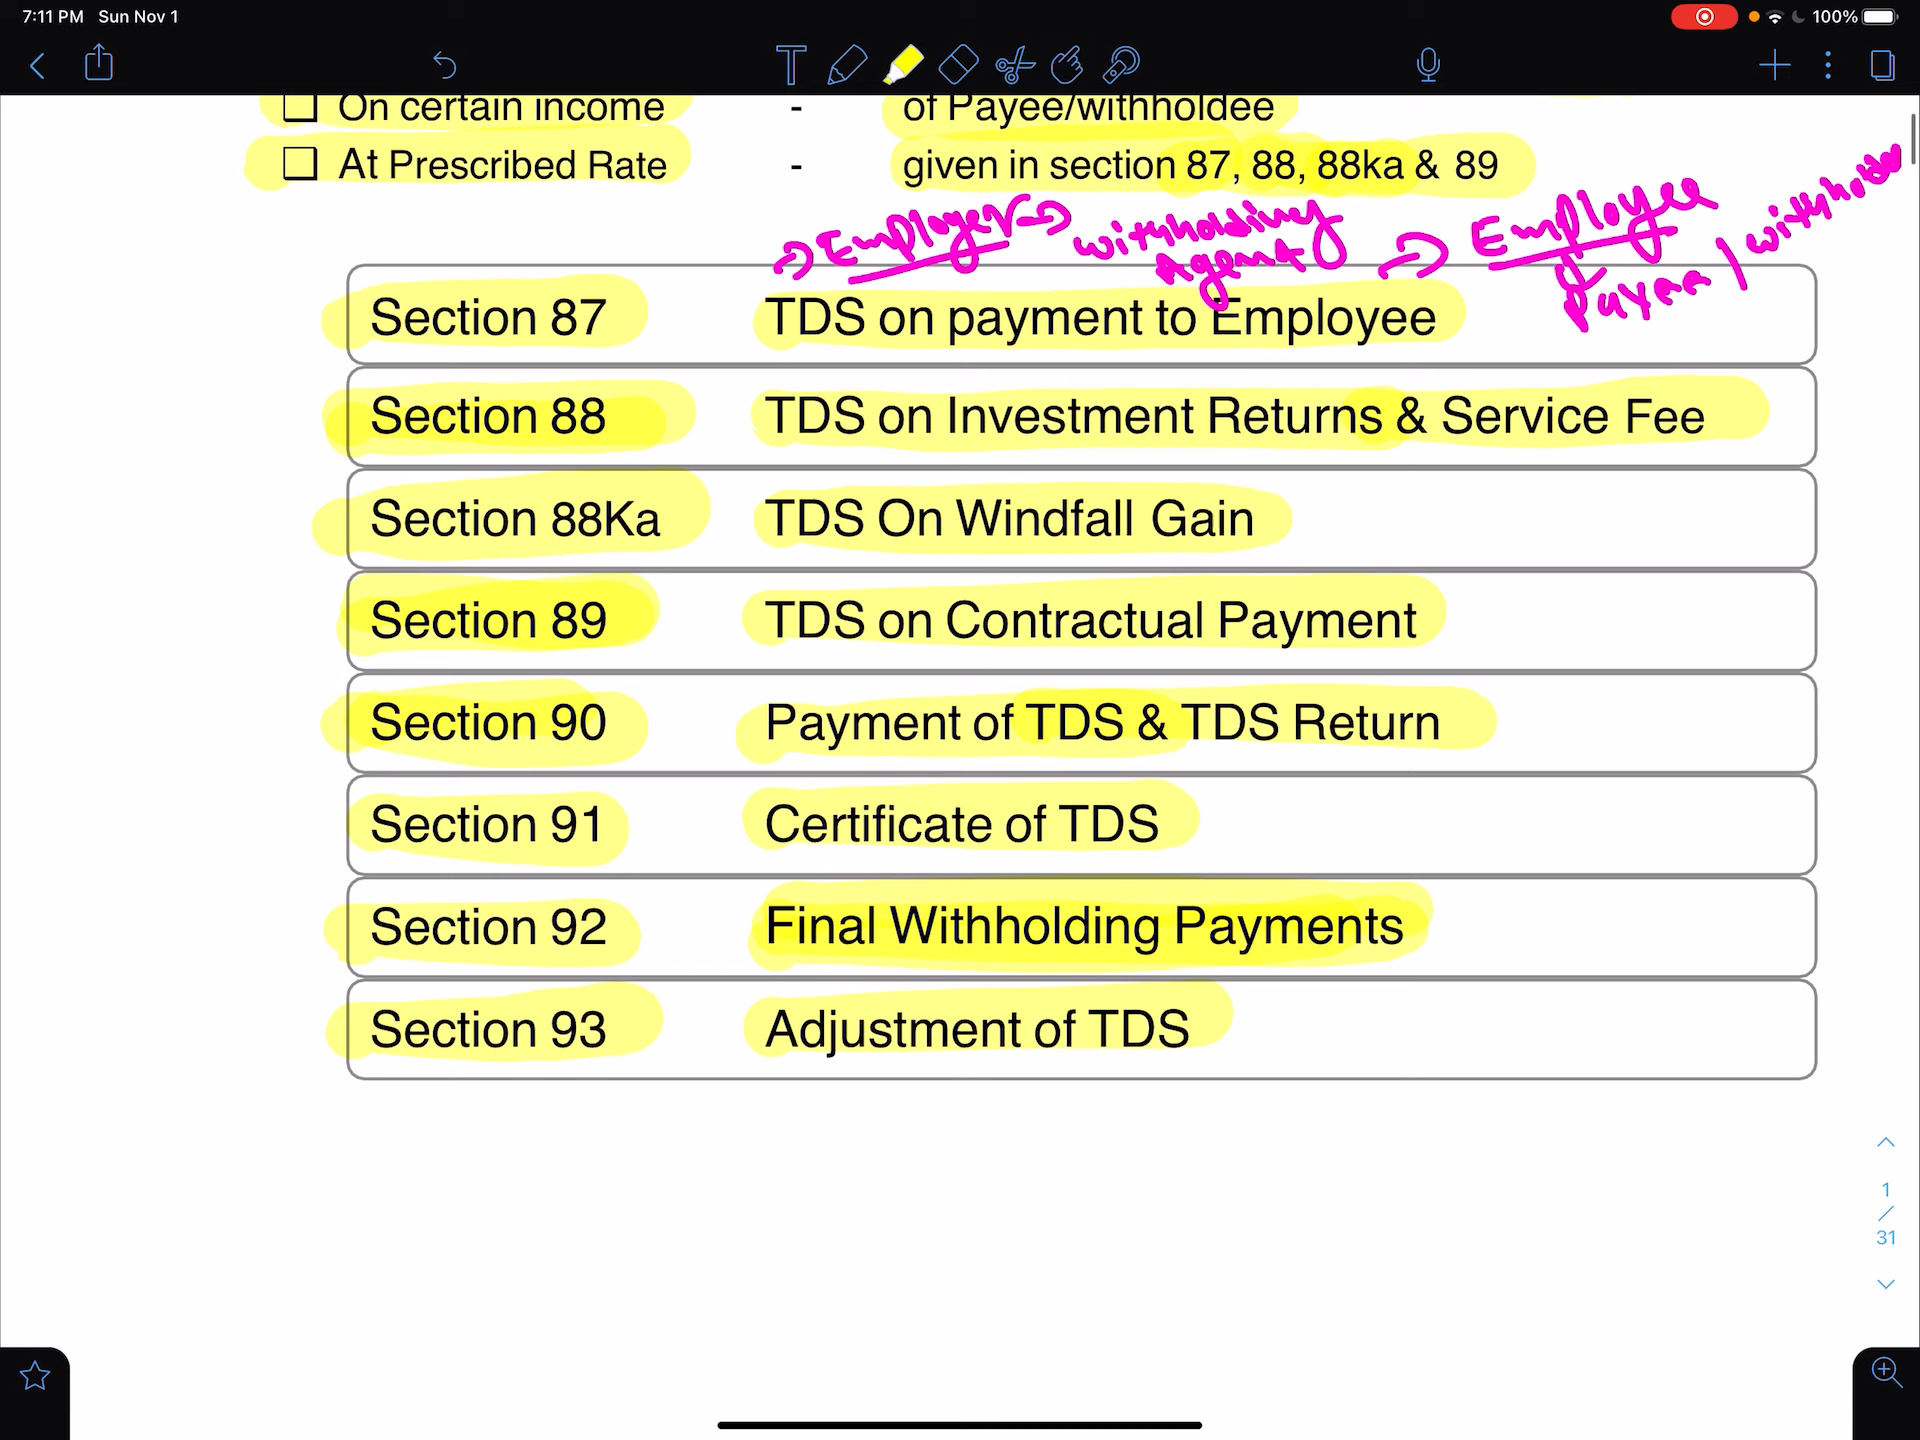 7:11 PM Sun Nov 1
100%
On certain income - of Payee/withholdee
At Prescribed Rate - given in section 87, 88, 88ka & 89
Employer withholding Agent Employee
Payee / withholdee
Section 87 TDS on payment to Employee
Section 88 TDS on Investment Returns & Service Fee
Section 88Ka TDS On Windfall Gain
Section 89 TDS on Contractual Payment
Section 90 Payment of TDS & TDS Return
Section 91 Certificate of TDS
Section 92 Final Withholding Payments
Section 93 Adjustment of TDS
1
/
31